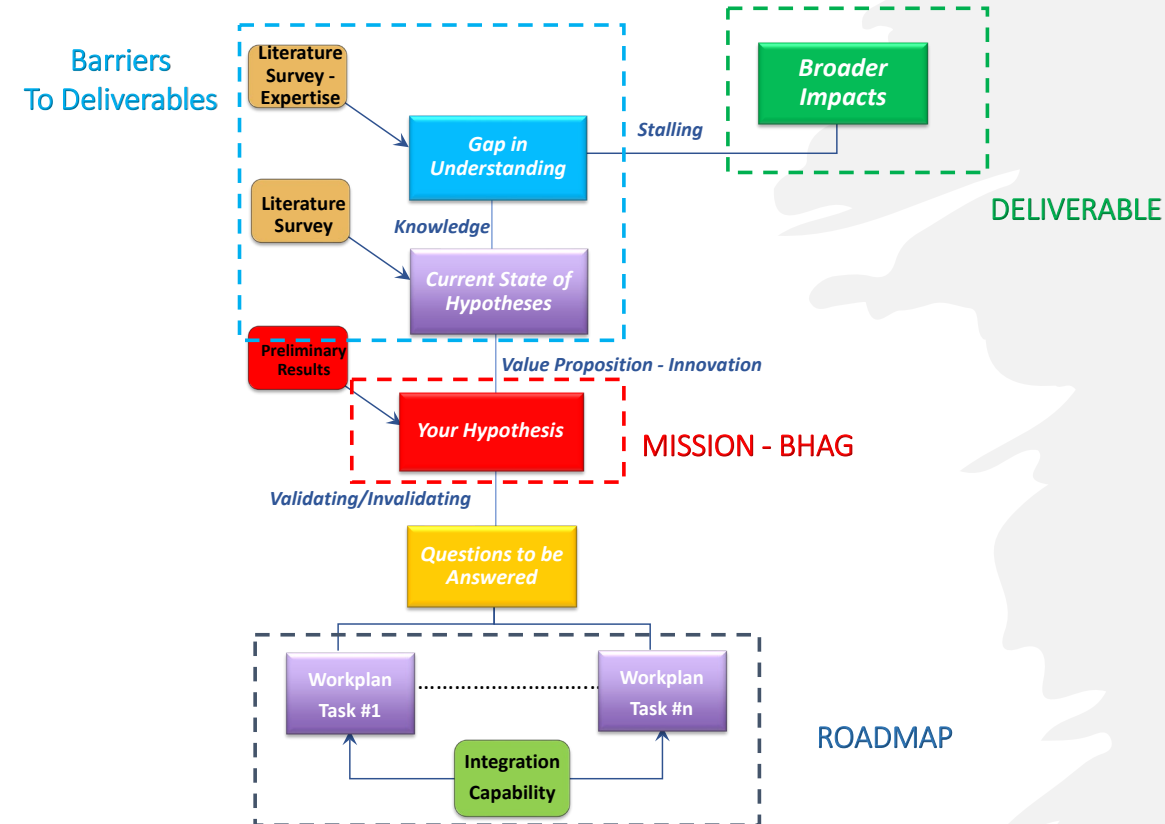 Barriers
To Deliverables
Literature
Survey -
Expertise
Gap in
Understanding
Stalling
Broader
Impacts
DELIVERABLE
Literature
Survey
Knowledge
Current State of
Hypotheses
Preliminary
Results
Value Proposition - Innovation
Your Hypothesis
MISSION - BHAG
Validating/Invalidating
Questions to be
Answered
Workplan
Task #1
................................
Workplan
Task #n
ROADMAP
Integration
Capability